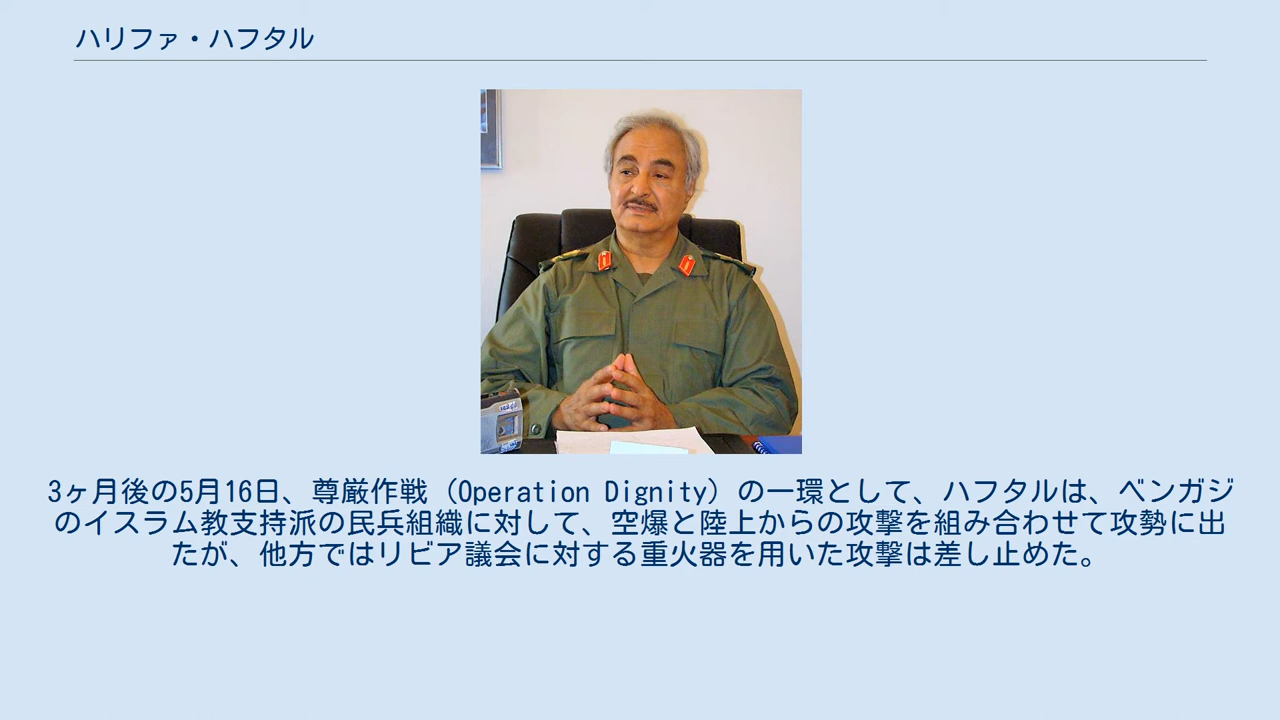 ハリファ・ハフタル
3ヶ月後の5月16日、尊厳作戦（Operation Dignity）の一環として、ハフタルは、ベンガジ
のイスラム教支持派の民兵組織に対して、空爆と陸上からの攻撃を組み合わせて攻勢に出
たが、他方ではリビア議会に対する重火器を用いた攻撃は差し止めた。